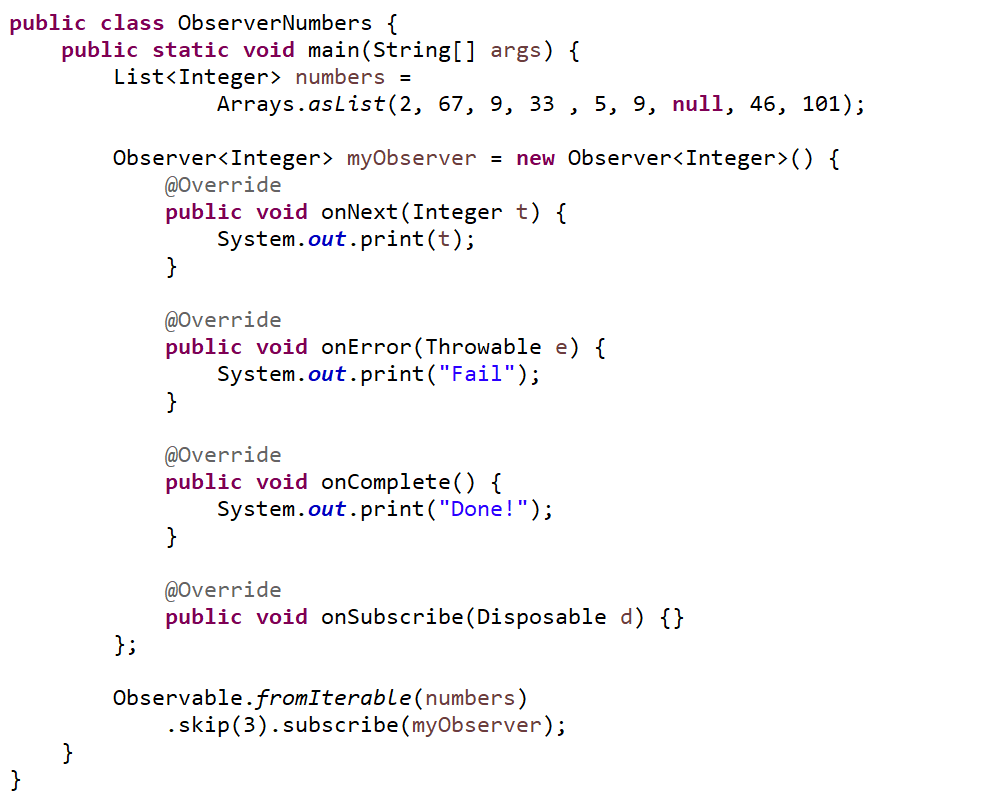 public class ObserverNumbers {
    public static void main(String[] args) {
        List<Integer> numbers =
                Arrays.asList(2, 67, 9, 33 , 5, 9, null, 46, 101);

        Observer<Integer> myObserver = new Observer<Integer>() {
            @Override
            public void onNext(Integer t) {
                System.out.print(t);
            }

            @Override
            public void onError(Throwable e) {
                System.out.print("Fail");
            }

            @Override
            public void onComplete() {
                System.out.print("Done!");
            }

            @Override
            public void onSubscribe(Disposable d) {}
        };

        Observable.fromIterable(numbers)
            .skip(3).subscribe(myObserver);
    }
}